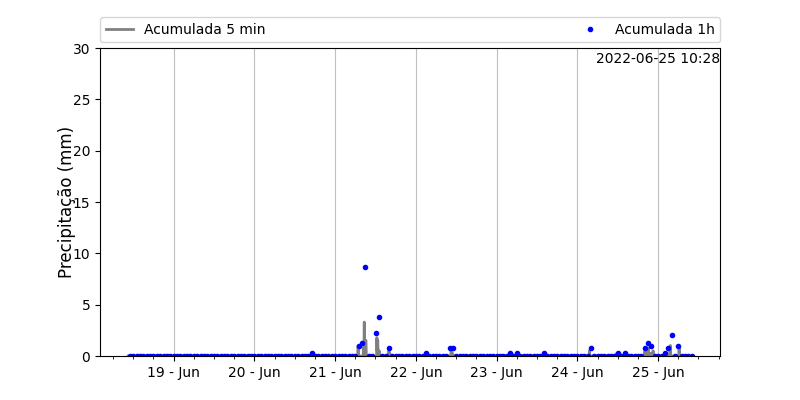 Acumulada 5 min
Acumulada 1h
2022-06-25 10:28
Precipitação (mm)
30
25
20
15
10
5
0
19 - Jun
20 - Jun
21 - Jun
22 - Jun
23 - Jun
24 - Jun
25 - Jun